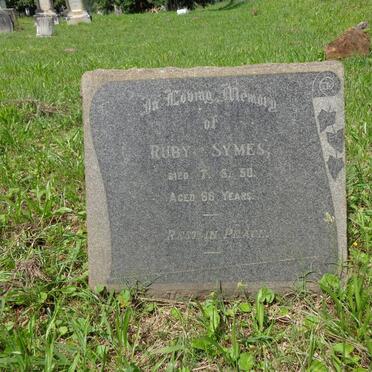 In Loving Memory
of
RUBY SYMES,
DIED 7. 6. 50.
AGED 66 YEARS.
REST IN PEACE.